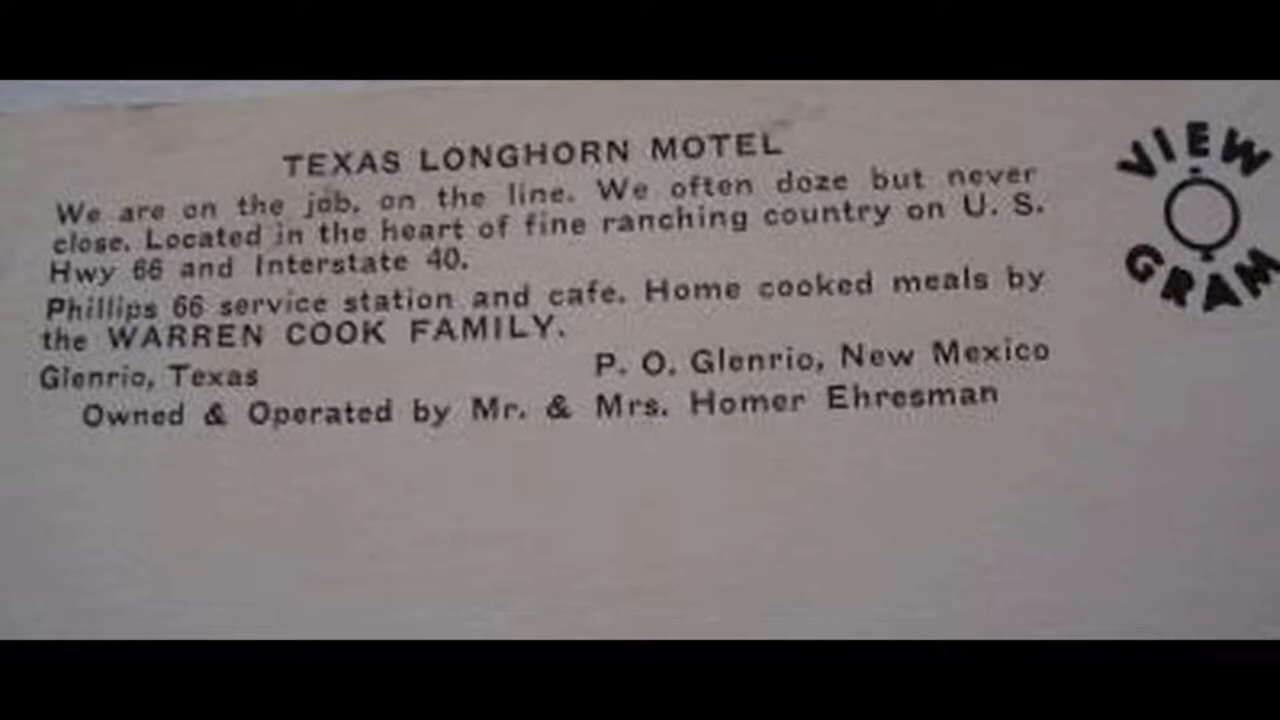 TEXAS LONGHORN MOTEL
We are on the job, on the line. We often doze but never
close. Located in the heart of fine ranching country on U. S.
Hwy 66 and Interstate 40.
Phillips 66 service station and cafe. Home cooked meals by
the WARREN COOK FAMILY.
Glenrio, Texas P. O. Glenrio, New Mexico
Owned & Operated by Mr. & Mrs. Homer Ehresman
VIEW
GRAM